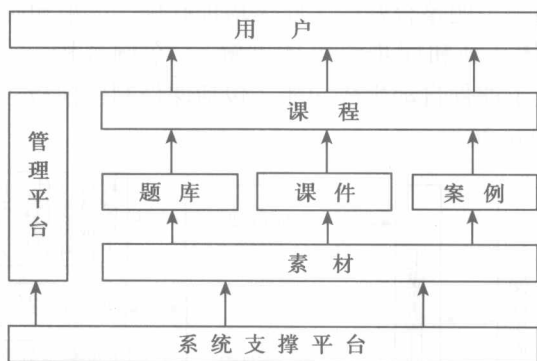 用户
课程
管理平台
题库 课件 案例
素材
系统支撑平台